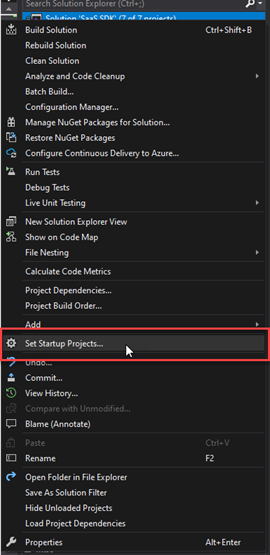 Search Solution Explorer (Ctrl+;)
Solution 'SaaS SDK' (7 of 7 projects)
Build Solution Ctrl+Shift+B
Rebuild Solution
Clean Solution
Analyze and Code Cleanup
Batch Build...
Configuration Manager...
Manage NuGet Packages for Solution...
Restore NuGet Packages
Configure Continuous Delivery to Azure...
Run Tests
Debug Tests
Live Unit Testing
New Solution Explorer View
Show on Code Map
File Nesting
Calculate Code Metrics
Project Dependencies...
Project Build Order...
Add
Set Startup Projects...
Undo...
Commit...
View History...
Compare with Unmodified...
Blame (Annotate)
Paste Ctrl+V
Rename F2
Open Folder in File Explorer
Save As Solution Filter
Hide Unloaded Projects
Load Project Dependencies
Properties Alt+Enter